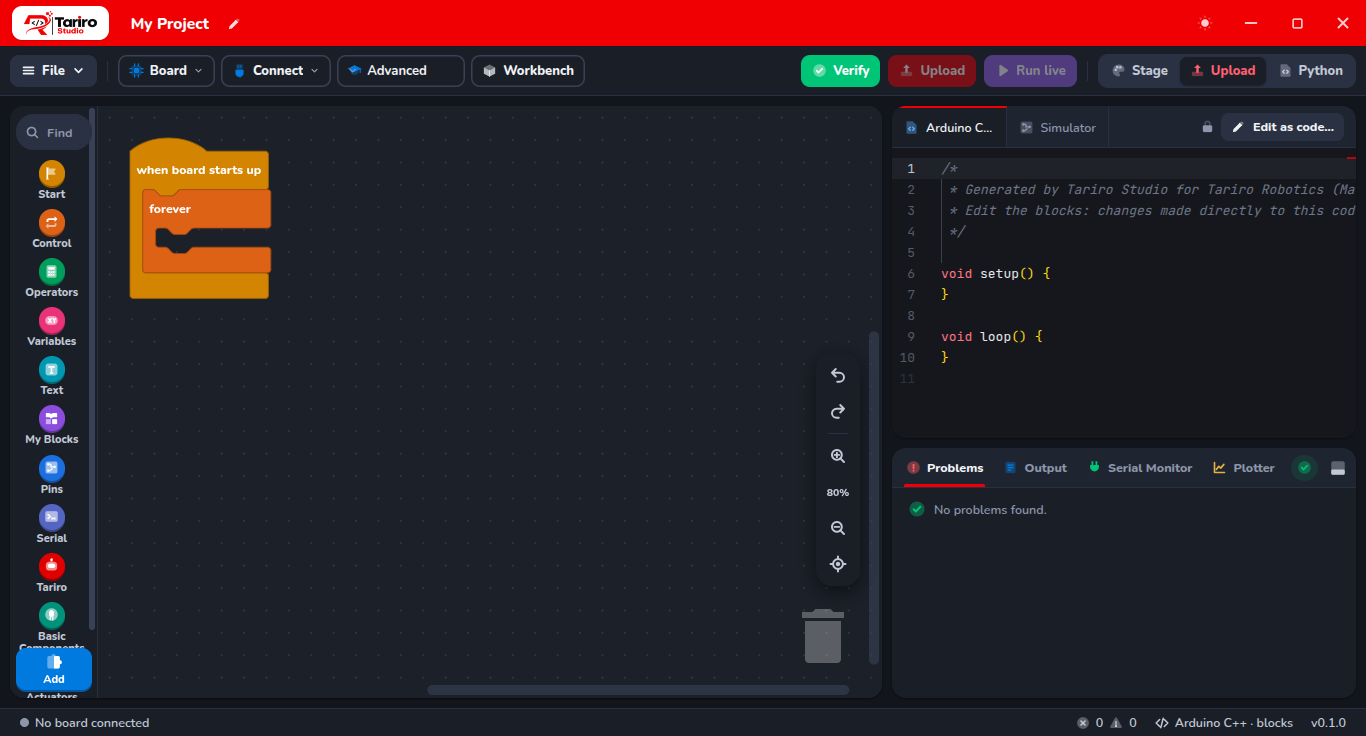 Tariro
Studio
My Project
File
Board
Connect
Advanced
Workbench
Verify
Upload
Run live
Stage
Upload
Python
Find
Start
Control
Operators
Variables
Text
My Blocks
Pins
Serial
Tariro
Basic
Components
Add
Actuators
when board starts up
forever
80%
Arduino C...
Simulator
Edit as code...
1 /*
2 * Generated by Tariro Studio for Tariro Robotics (Ma
3 * Edit the blocks: changes made directly to this cod
4 */
5
6 void setup() {
7 }
8
9 void loop() {
10 }
11
Problems
Output
Serial Monitor
Plotter
No problems found.
No board connected
0
0
Arduino C++ · blocks
v0.1.0